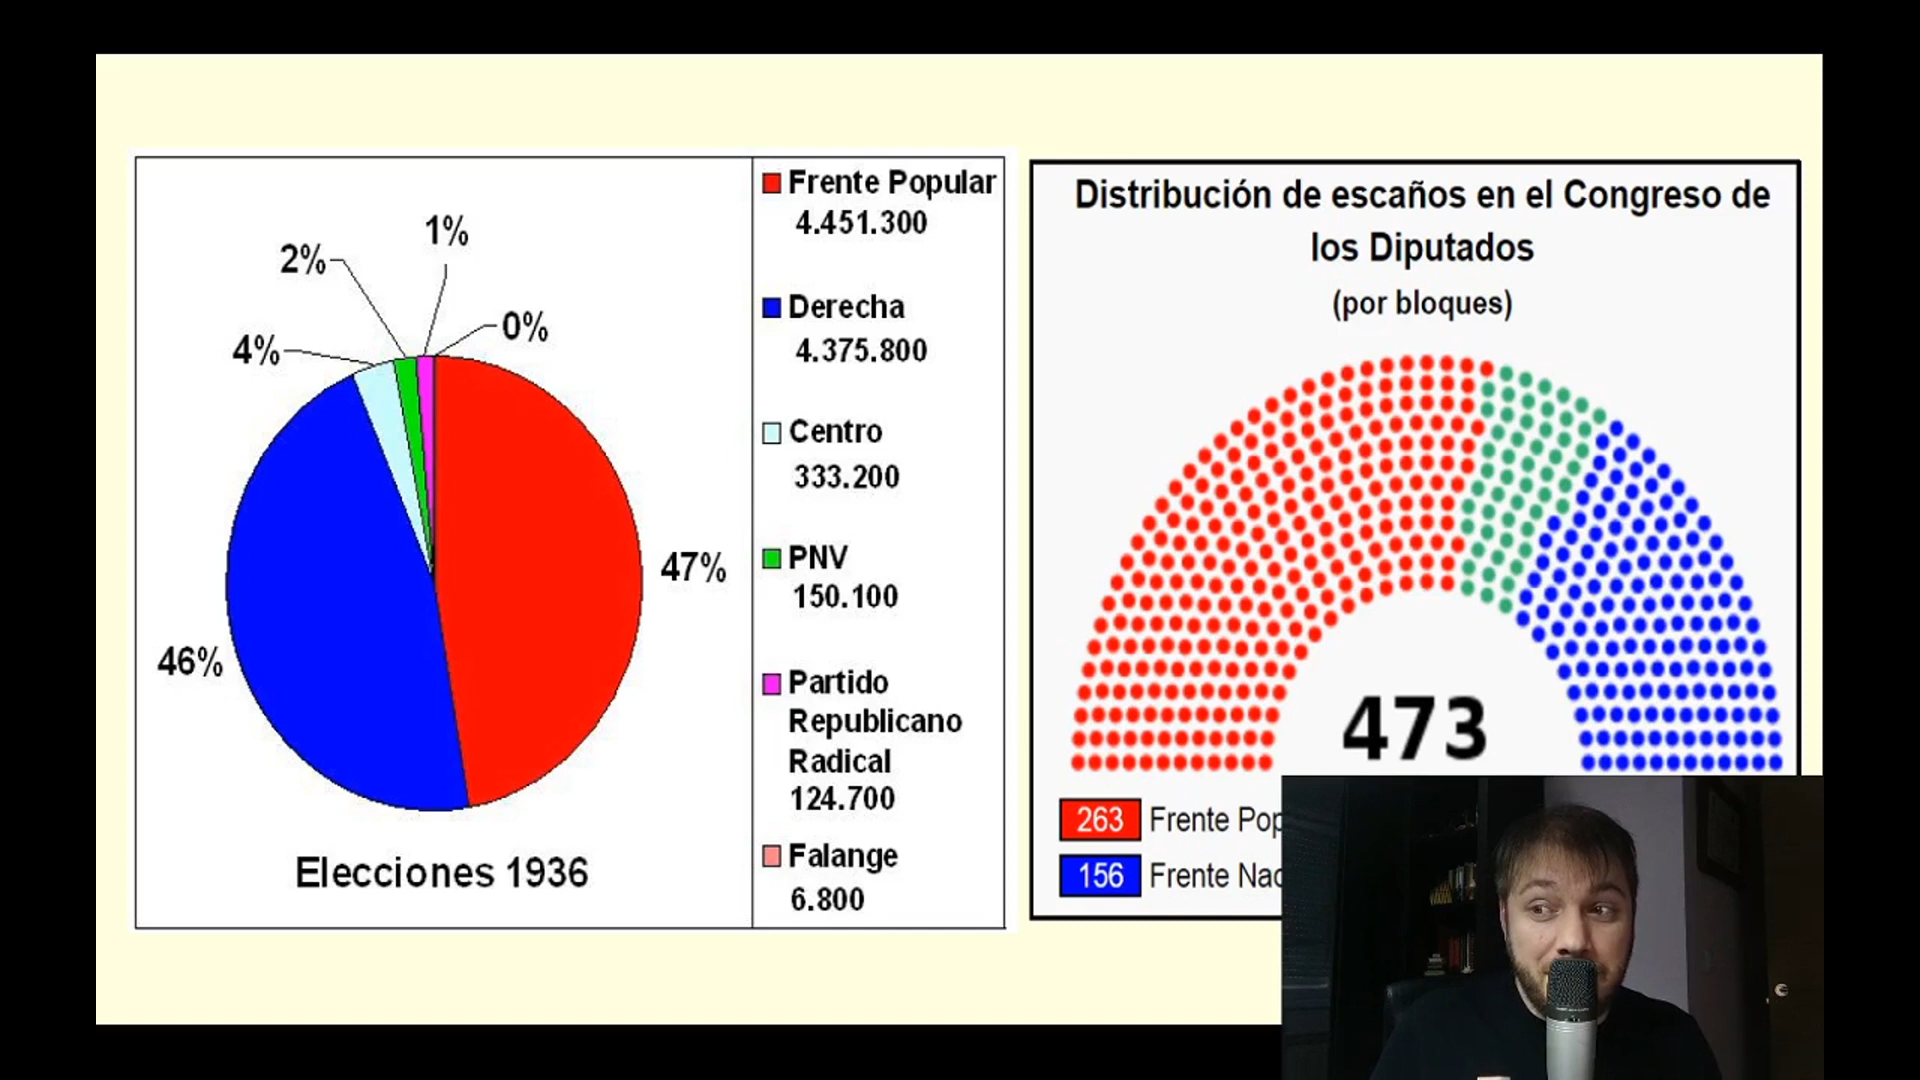 1%
2%
0%
4%
47%
46%
Elecciones 1936
Frente Popular
4.451.300
Derecha
4.375.800
Centro
333.200
PNV
150.100
Partido
Republicano
Radical
124.700
Falange
6.800
Distribución de escaños en el Congreso de
los Diputados
(por bloques)
473
263 Frente Pop
156 Frente Nac